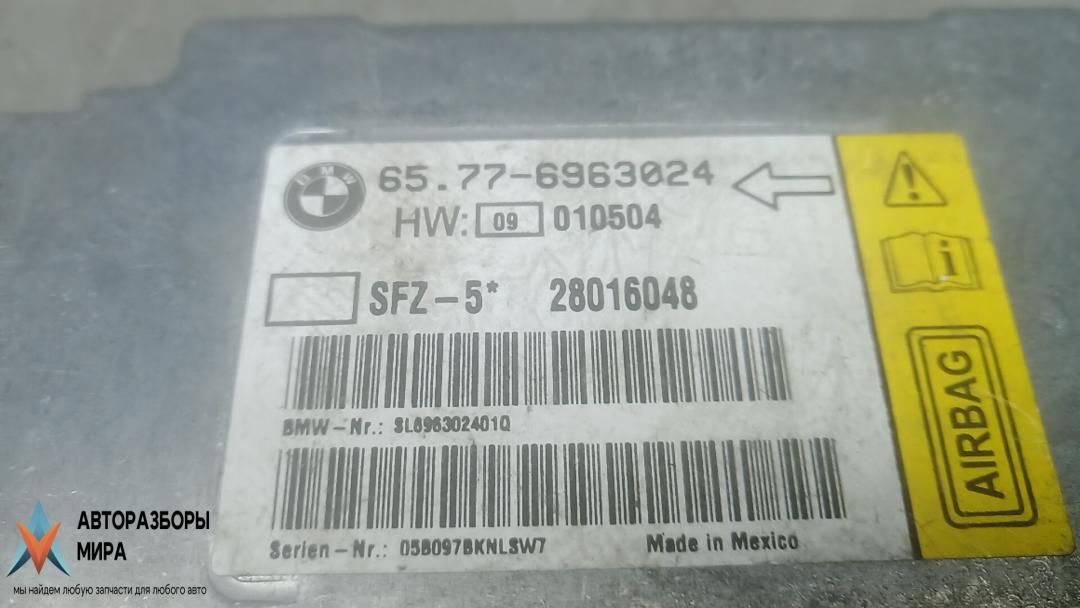 BMW
65.77-6963024
HW: 09 010504
SFZ-5* 28016048
BMW-Nr.: SL696302401Q
Serien-Nr.: 05B097BKNLSW7 Made in Mexico
i
AIRBAG
АВТОРАЗБОРЫ
МИРА
мы найдем любую запчасти для любого авто